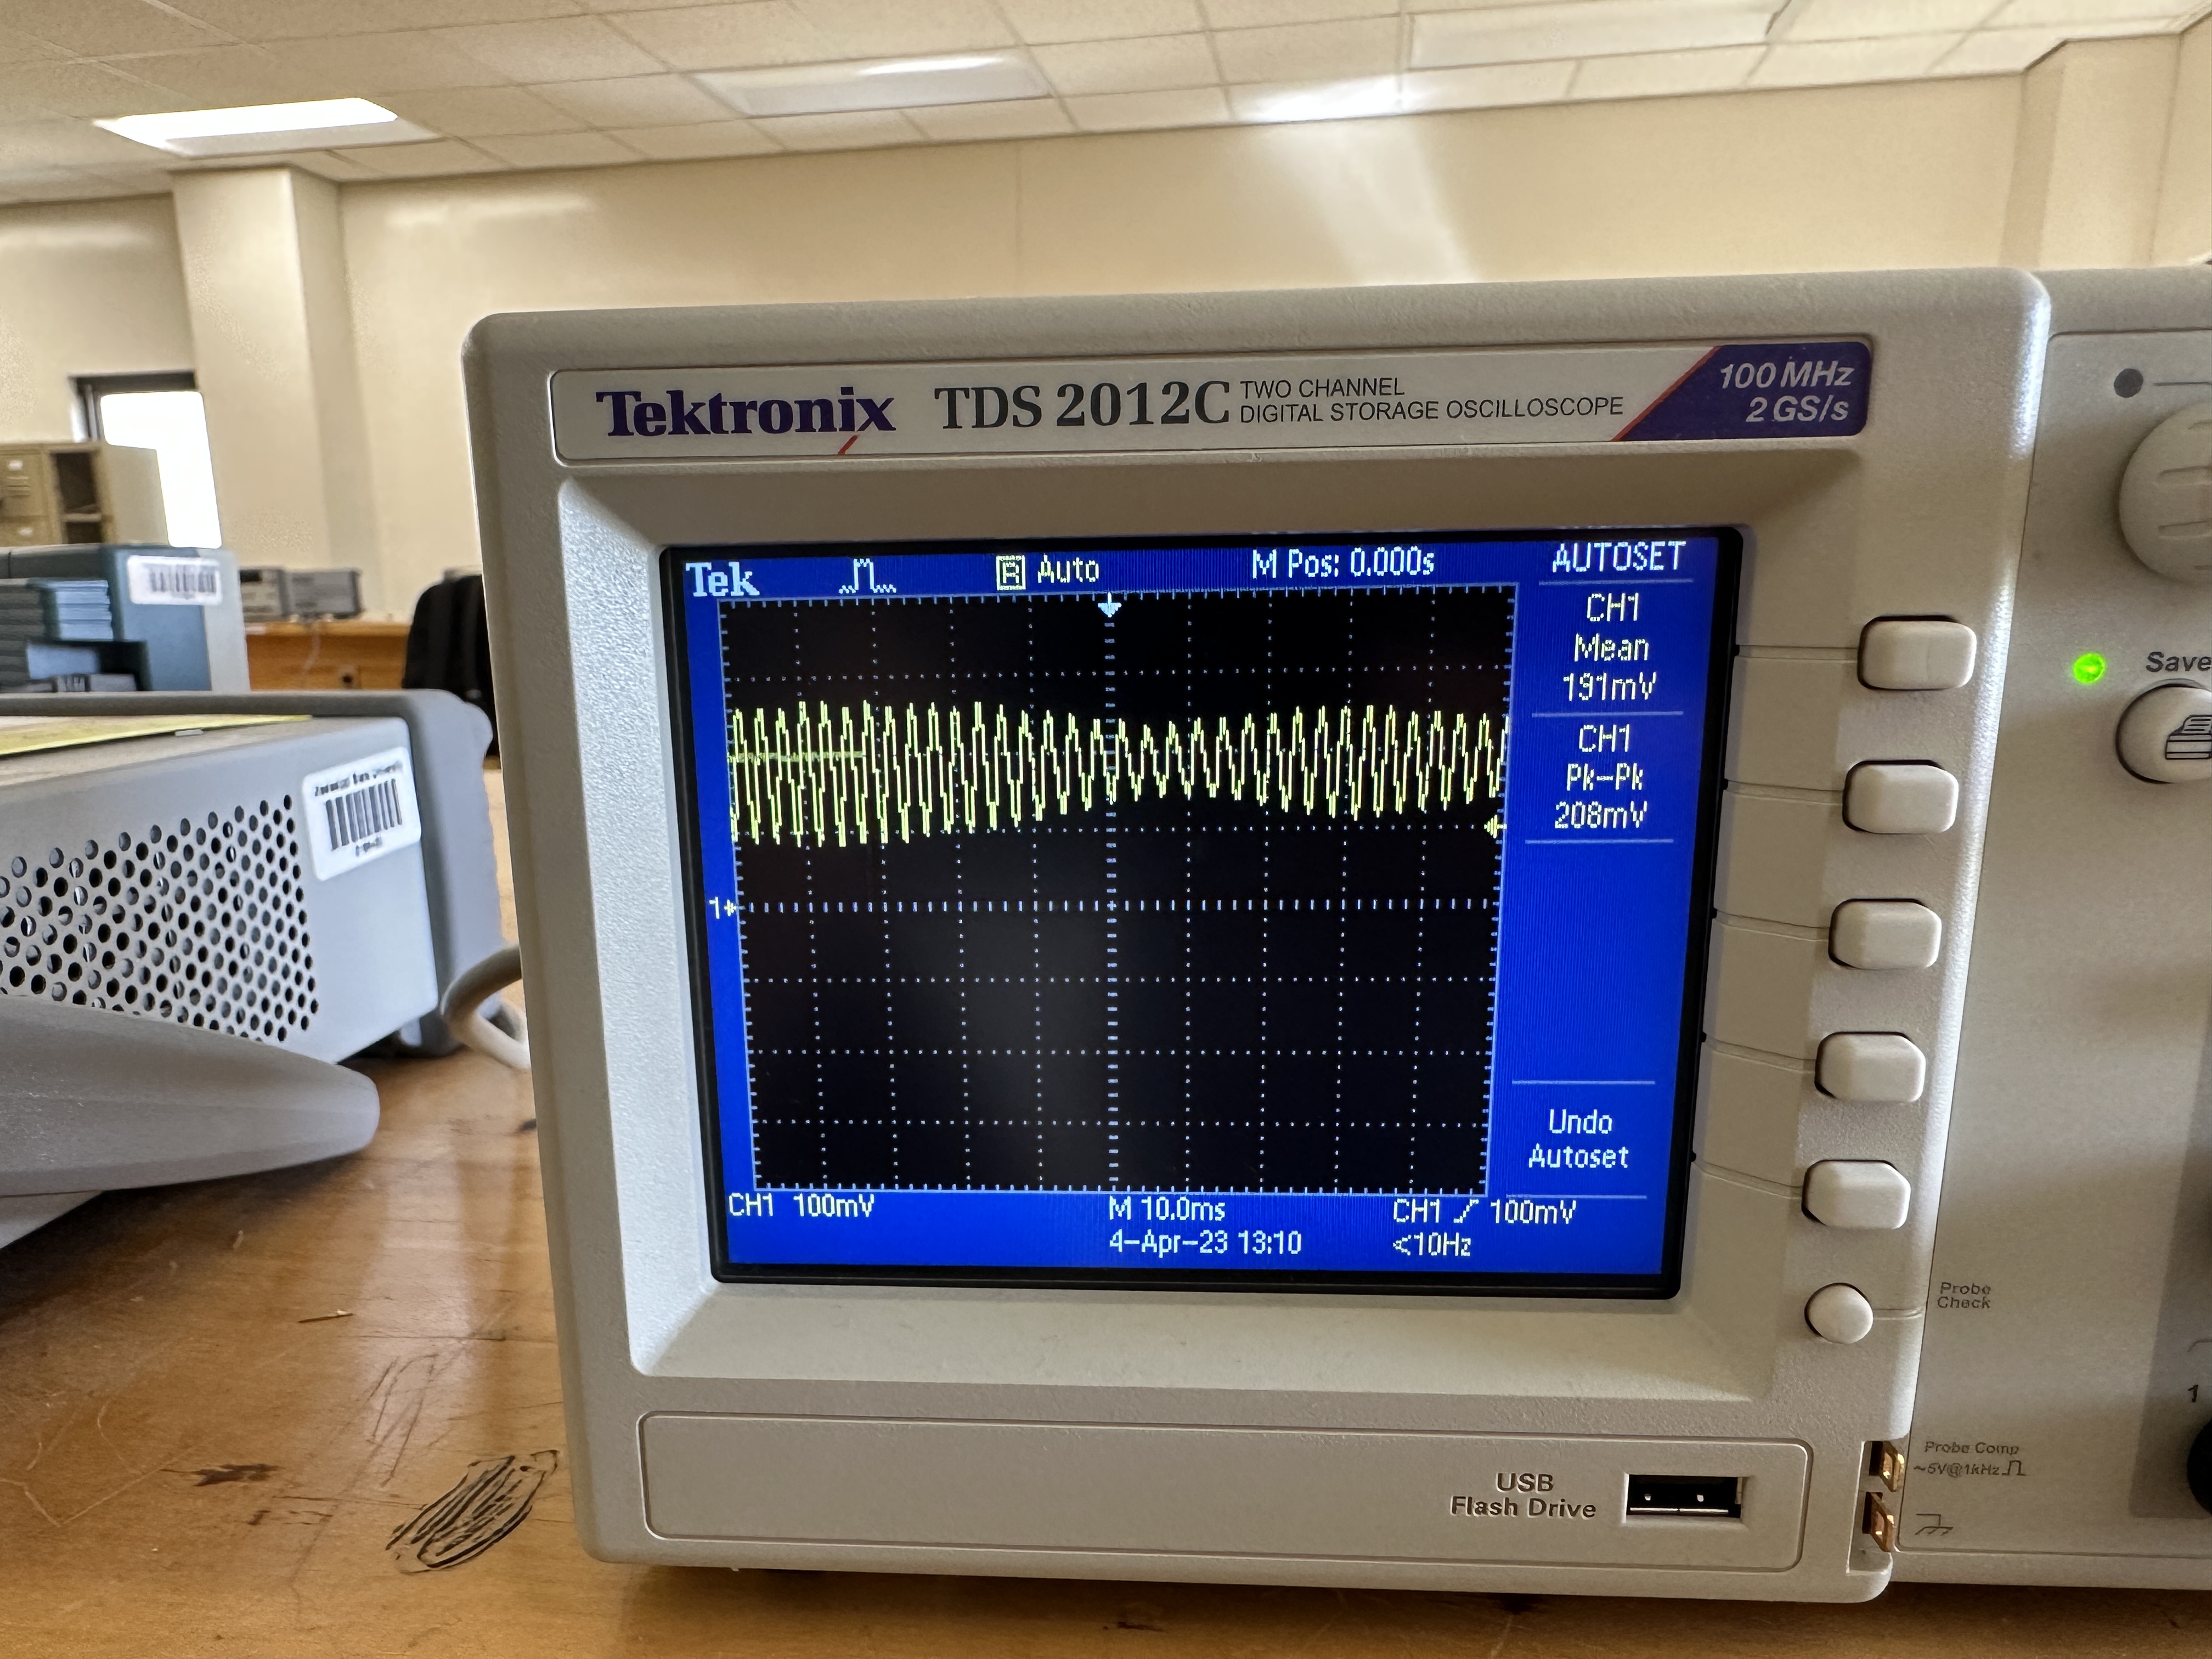 Tektronix TDS 2012C TWO CHANNEL
DIGITAL STORAGE OSCILLOSCOPE
100 MHz
2 GS/s
Tek
R Auto
M Pos: 0.000s
AUTOSET
CH1
Mean
191mV
CH1
Pk-Pk
208mV
Undo
Autoset
1
CH1 100mV
M 10.0ms
CH1 100mV
4-Apr-23 13:10
<10Hz
Save
Probe
Check
1
Probe Comp
~5V@1kHz
USB
Flash Drive